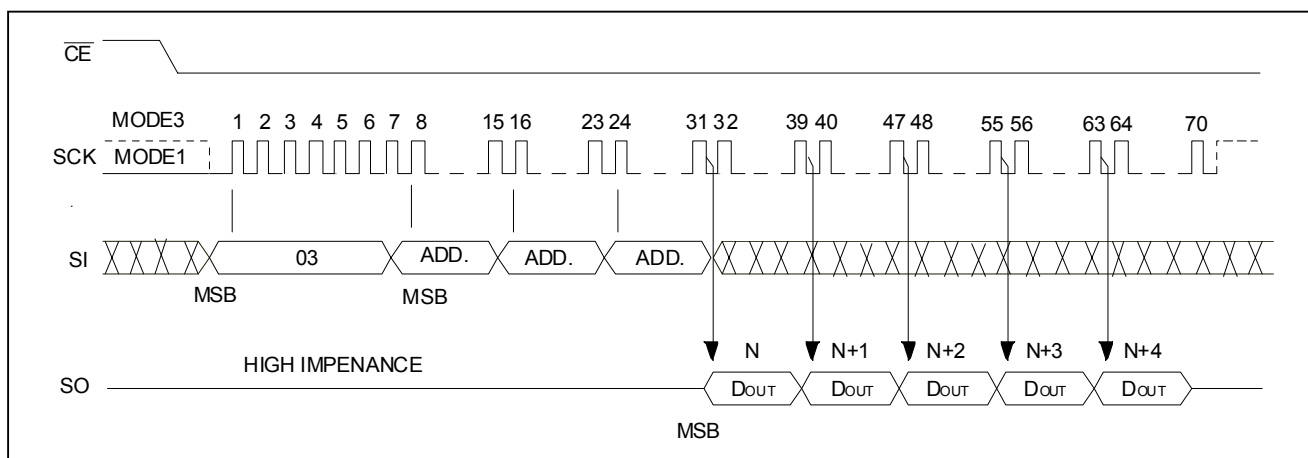 CE
MODE3
SCK MODE1
1 2 3 4 5 6 7 8 15 16 23 24 31 32 39 40 47 48 55 56 63 64 70
SI 03 ADD. ADD. ADD.
MSB MSB
HIGH IMPENANCE
N N+1 N+2 N+3 N+4
SO DOUT DOUT DOUT DOUT DOUT
MSB